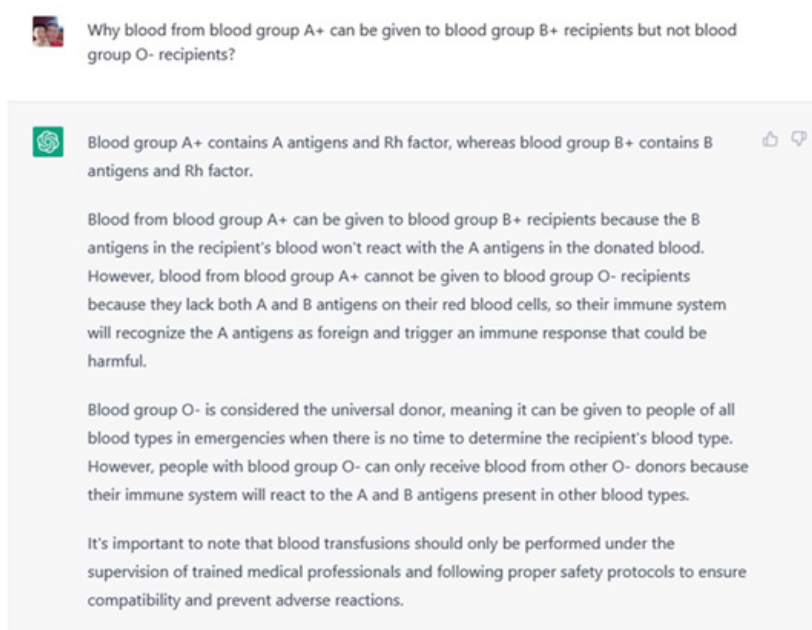 Why blood from blood group A+ can be given to blood group B+ recipients but not blood
group O- recipients?
Blood group A+ contains A antigens and Rh factor, whereas blood group B+ contains B
antigens and Rh factor.
Blood from blood group A+ can be given to blood group B+ recipients because the B
antigens in the recipient's blood won't react with the A antigens in the donated blood.
However, blood from blood group A+ cannot be given to blood group O- recipients
because they lack both A and B antigens on their red blood cells, so their immune system
will recognize the A antigens as foreign and trigger an immune response that could be
harmful.
Blood group O- is considered the universal donor, meaning it can be given to people of all
blood types in emergencies when there is no time to determine the recipient's blood type.
However, people with blood group O- can only receive blood from other O- donors because
their immune system will react to the A and B antigens present in other blood types.
It's important to note that blood transfusions should only be performed under the
supervision of trained medical professionals and following proper safety protocols to ensure
compatibility and prevent adverse reactions.